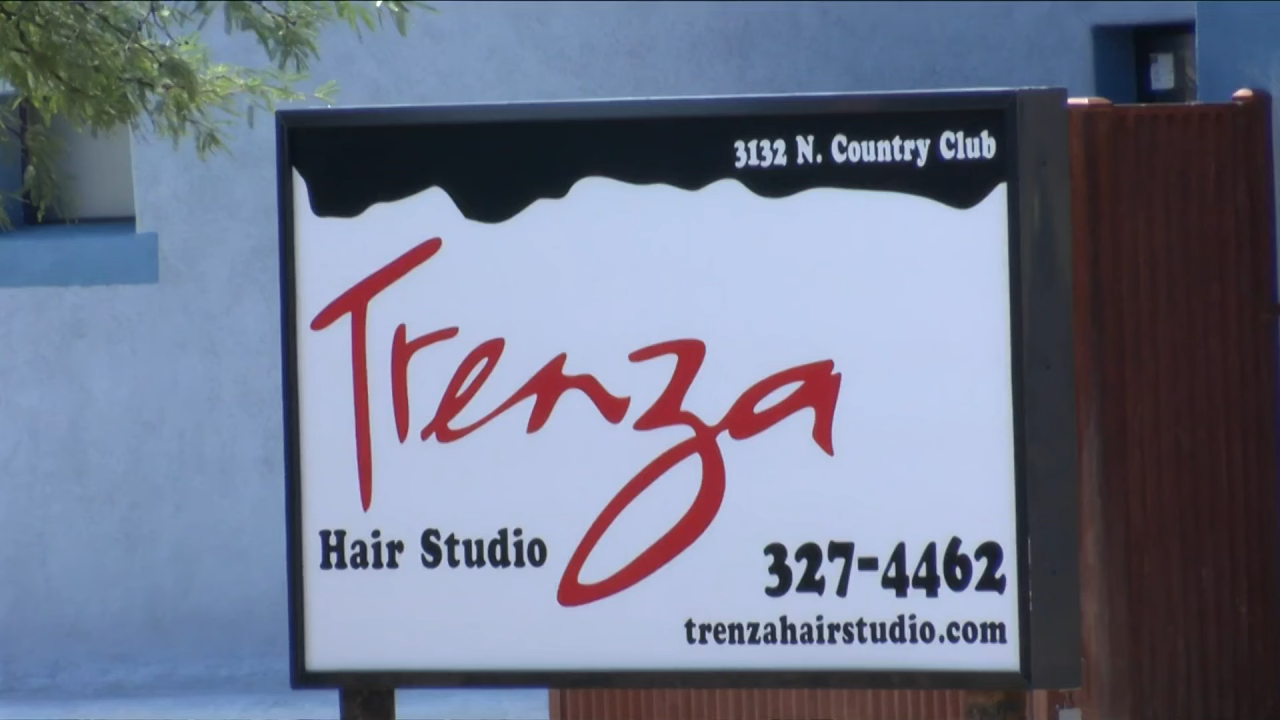 3132 N. Country Club
Trenza
Hair Studio
327-4462
trenzahairstudio.com